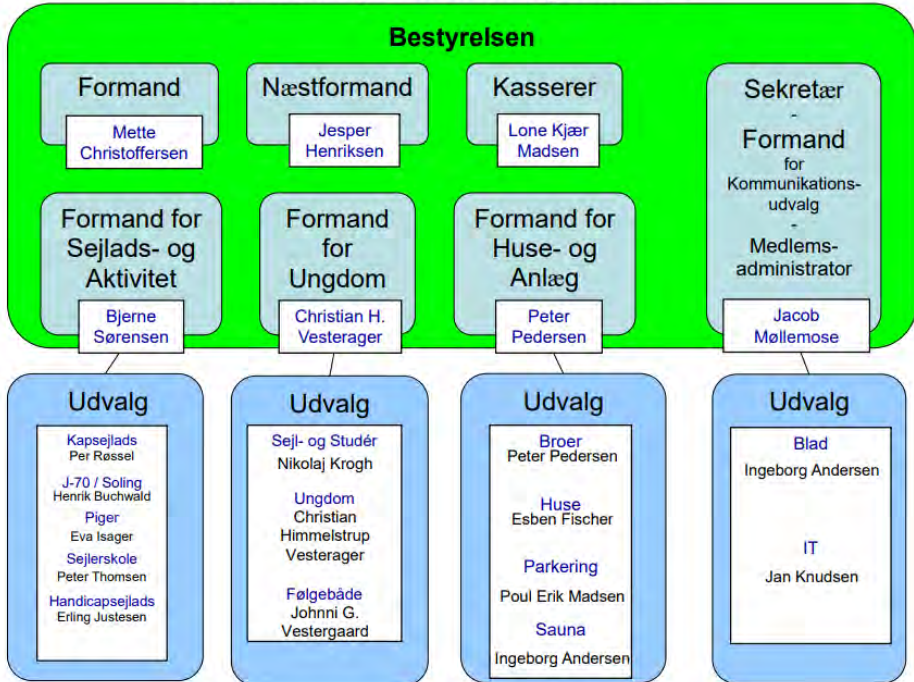 Bestyrelsen
Formand
Mette
Christoffersen
Næstformand
Jesper
Henriksen
Kasserer
Lone Kjær
Madsen
Sekretær
-
Formand
for
Kommunikations-
udvalg
-
Medlems-
administrator
Jacob
Møllemose
Formand for
Sejlads- og
Aktivitet
Bjerne
Sørensen
Formand
for
Ungdom
Christian H.
Vesterager
Formand for
Huse- og
Anlæg
Peter
Pedersen
Udvalg
Kapsejlads
Per Røssel
J-70 / Soling
Henrik Buchwald
Piger
Eva Isager
Sejlerskole
Peter Thomsen
Handicapsejlads
Erling Justesen
Udvalg
Sejl- og Studér
Nikolaj Krogh
Ungdom
Christian
Himmelstrup
Vesterager
Følgebåde
Johnni G.
Vestergaard
Udvalg
Broer
Peter Pedersen
Huse
Esben Fischer
Parkering
Poul Erik Madsen
Sauna
Ingeborg Andersen
Udvalg
Blad
Ingeborg Andersen
IT
Jan Knudsen